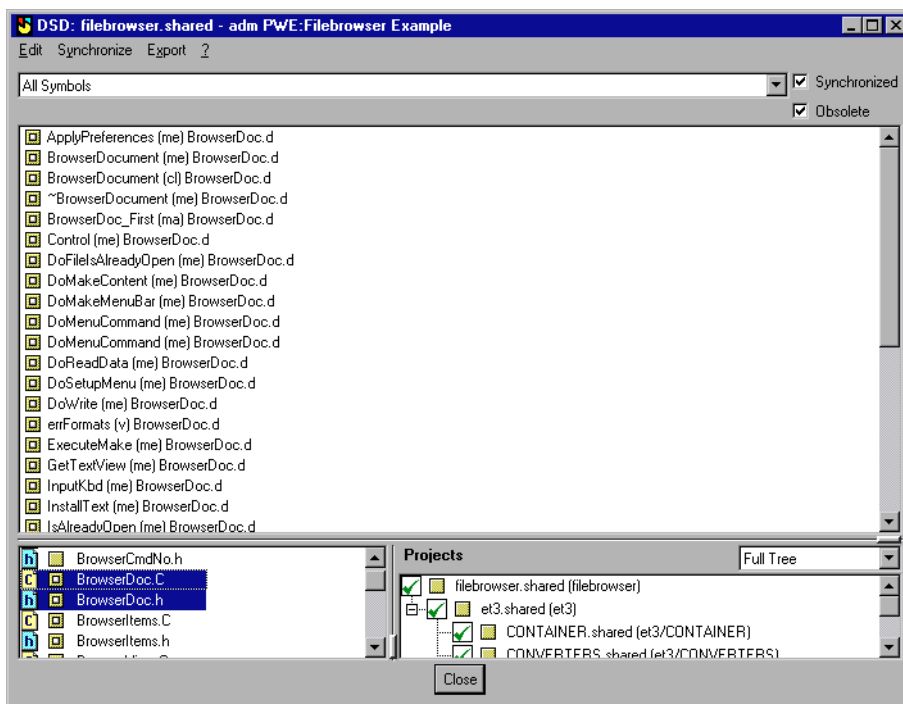 DSD: filebrowser.shared - adm PWE:Filebrowser Example
Edit Synchronize Export ?
All Symbols
Synchronized
Obsolete
ApplyPreferences (me) BrowserDoc.d
BrowserDocument (me) BrowserDoc.d
BrowserDocument (cl) BrowserDoc.d
~BrowserDocument (me) BrowserDoc.d
BrowserDoc_First (ma) BrowserDoc.d
Control (me) BrowserDoc.d
DoFileIsAlreadyOpen (me) BrowserDoc.d
DoMakeContent (me) BrowserDoc.d
DoMakeMenuBar (me) BrowserDoc.d
DoMenuCommand (me) BrowserDoc.d
DoMenuCommand (me) BrowserDoc.d
DoReadData (me) BrowserDoc.d
DoSetupMenu (me) BrowserDoc.d
DoWrite (me) BrowserDoc.d
errFormats (v) BrowserDoc.d
ExecuteMake (me) BrowserDoc.d
GetTextView (me) BrowserDoc.d
InputKbd (me) BrowserDoc.d
InstallText (me) BrowserDoc.d
IsAlreadyOpen (me) BrowserDoc.d
h BrowserCmdNo.h
C BrowserDoc.C
h BrowserDoc.h
C BrowserItems.C
h BrowserItems.h
Projects
Full Tree
filebrowser.shared (filebrowser)
et3.shared (et3)
CONTAINER.shared (et3/CONTAINER)
CONVERTERS.shared (et3/CONVERTERS)
Close